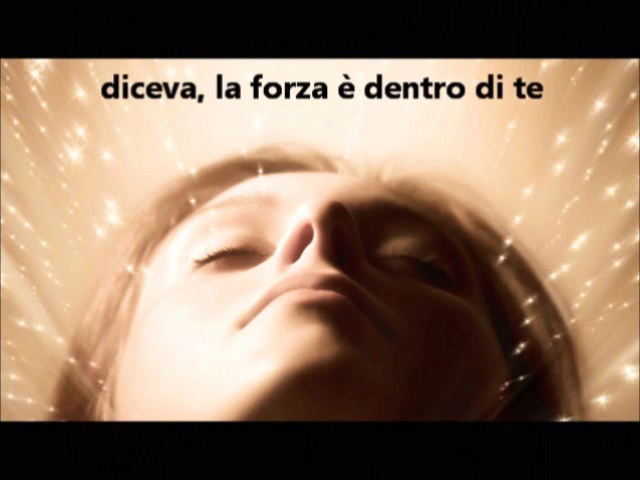 diceva, la forza è dentro di te